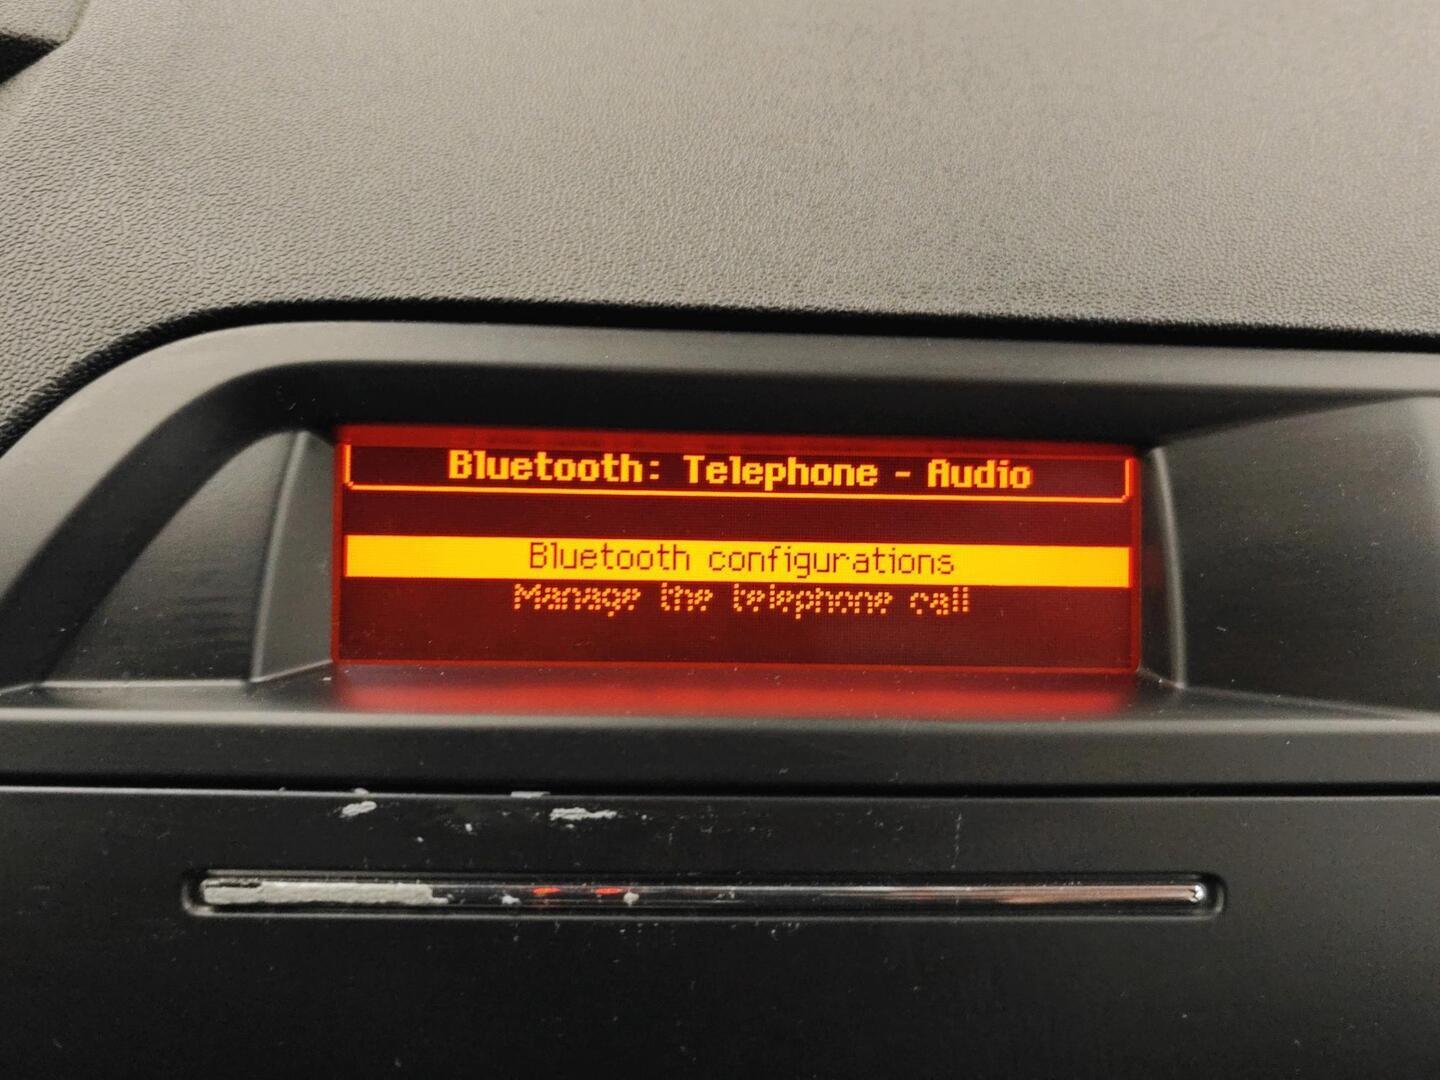 Bluetooth: Telephone - Audio
Bluetooth configurations
Manage the telephone call